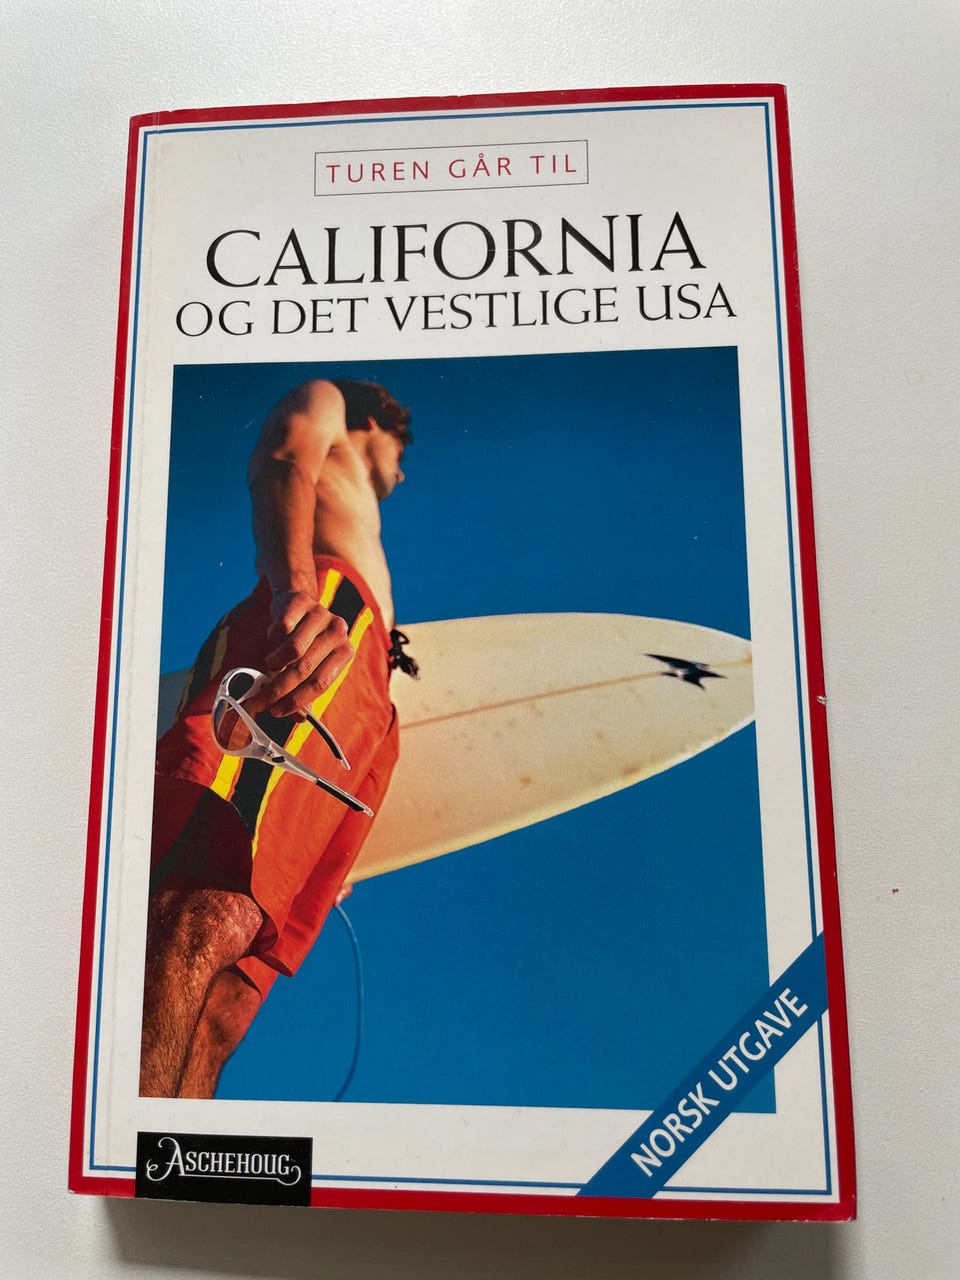 TUREN GÅR TIL
CALIFORNIA
OG DET VESTLIGE USA
NORSK UTGAVE
ASCHEHOUG